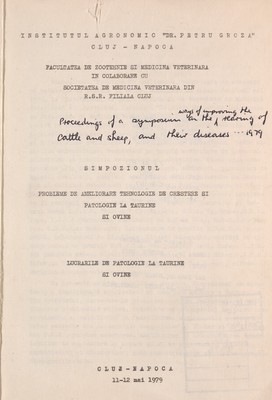 INSTITUTUL AGRONOMIC "DR. PETRU GROZA"
CLUJ - NAPOCA
FACULTATEA DE ZOOTEHNIE SI MEDICINA VETERINARA
IN COLABORARE CU
SOCIETATEA DE MEDICINA VETERINARA DIN
R.S.R. FILIALA CLUJ
ways of improving the
Proceedings of a symposium on the rearing of
Cattle and sheep, and their diseases ... 1979
SIMPOZIONUL
PROBLEME DE AMELIORARE TEHNOLOGIE DE CRESTERE SI
PATOLOGIE LA TAURINE
SI OVINE
LUCRARILE DE PATOLOGIE LA TAURINE
SI OVINE
CLUJ-NAPOCA
11-12 mai 1979